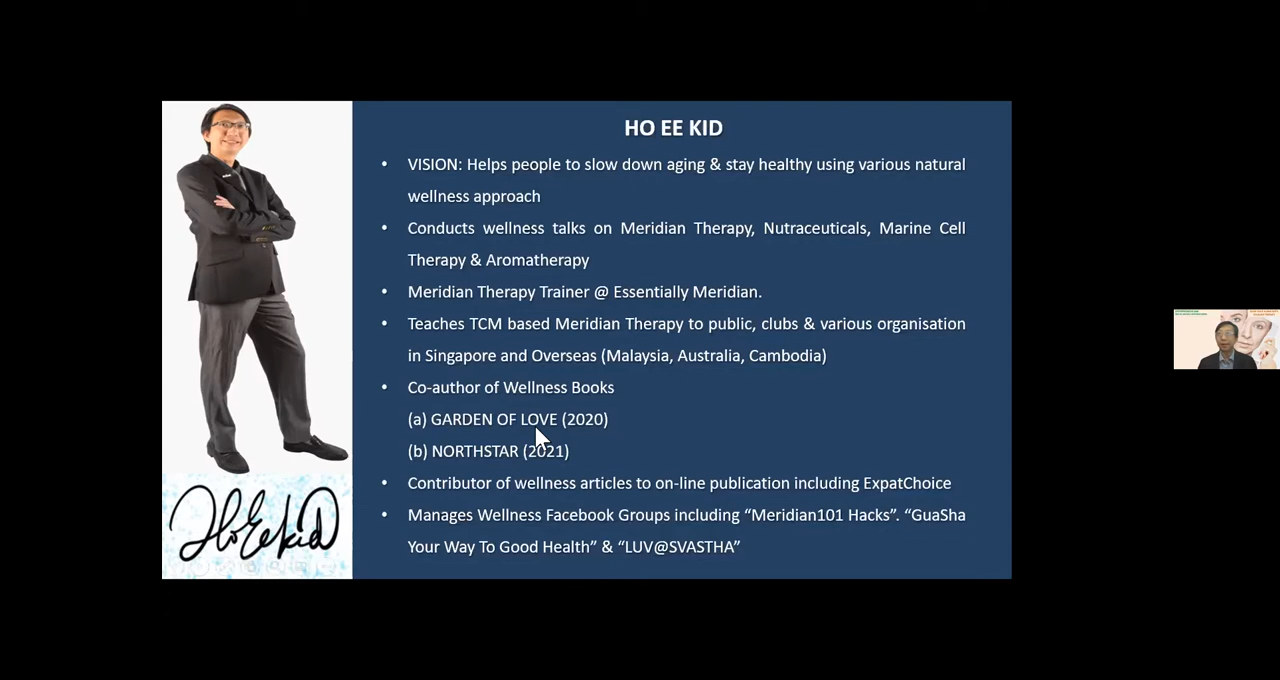 HO EE KID
• VISION: Helps people to slow down aging & stay healthy using various natural
wellness approach
• Conducts wellness talks on Meridian Therapy, Nutraceuticals, Marine Cell
Therapy & Aromatherapy
• Meridian Therapy Trainer @ Essentially Meridian.
• Teaches TCM based Meridian Therapy to public, clubs & various organisation
in Singapore and Overseas (Malaysia, Australia, Cambodia)
• Co-author of Wellness Books
(a) GARDEN OF LOVE (2020)
(b) NORTHSTAR (2021)
• Contributor of wellness articles to on-line publication including ExpatChoice
• Manages Wellness Facebook Groups including “Meridian101 Hacks”. “GuaSha
Your Way To Good Health” & “LUV@SVASTHA”
HoEeKid